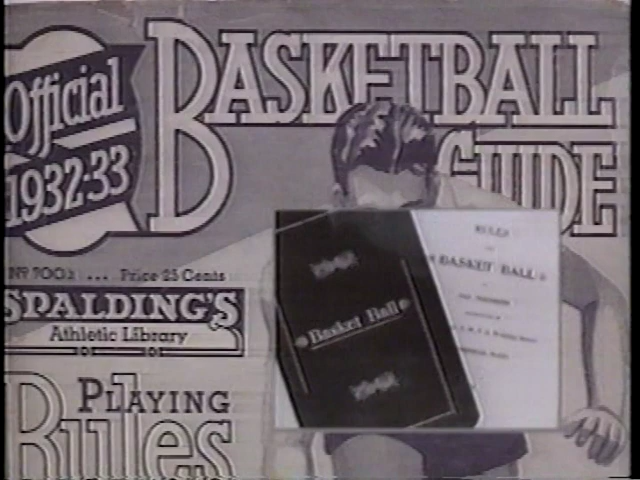 Official
1932-33
BASKETBALL
GUIDE
Price 25 Cents
SPALDING'S
Athletic Library
PLAYING
Rules
Basket Ball
RULES
BASKET BALL